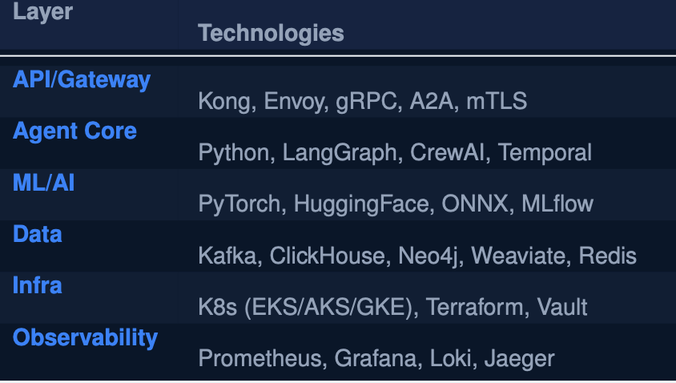 Layer
Technologies
API/Gateway
Kong, Envoy, gRPC, A2A, mTLS
Agent Core
Python, LangGraph, CrewAI, Temporal
ML/AI
PyTorch, HuggingFace, ONNX, MLflow
Data
Kafka, ClickHouse, Neo4j, Weaviate, Redis
Infra
K8s (EKS/AKS/GKE), Terraform, Vault
Observability
Prometheus, Grafana, Loki, Jaeger